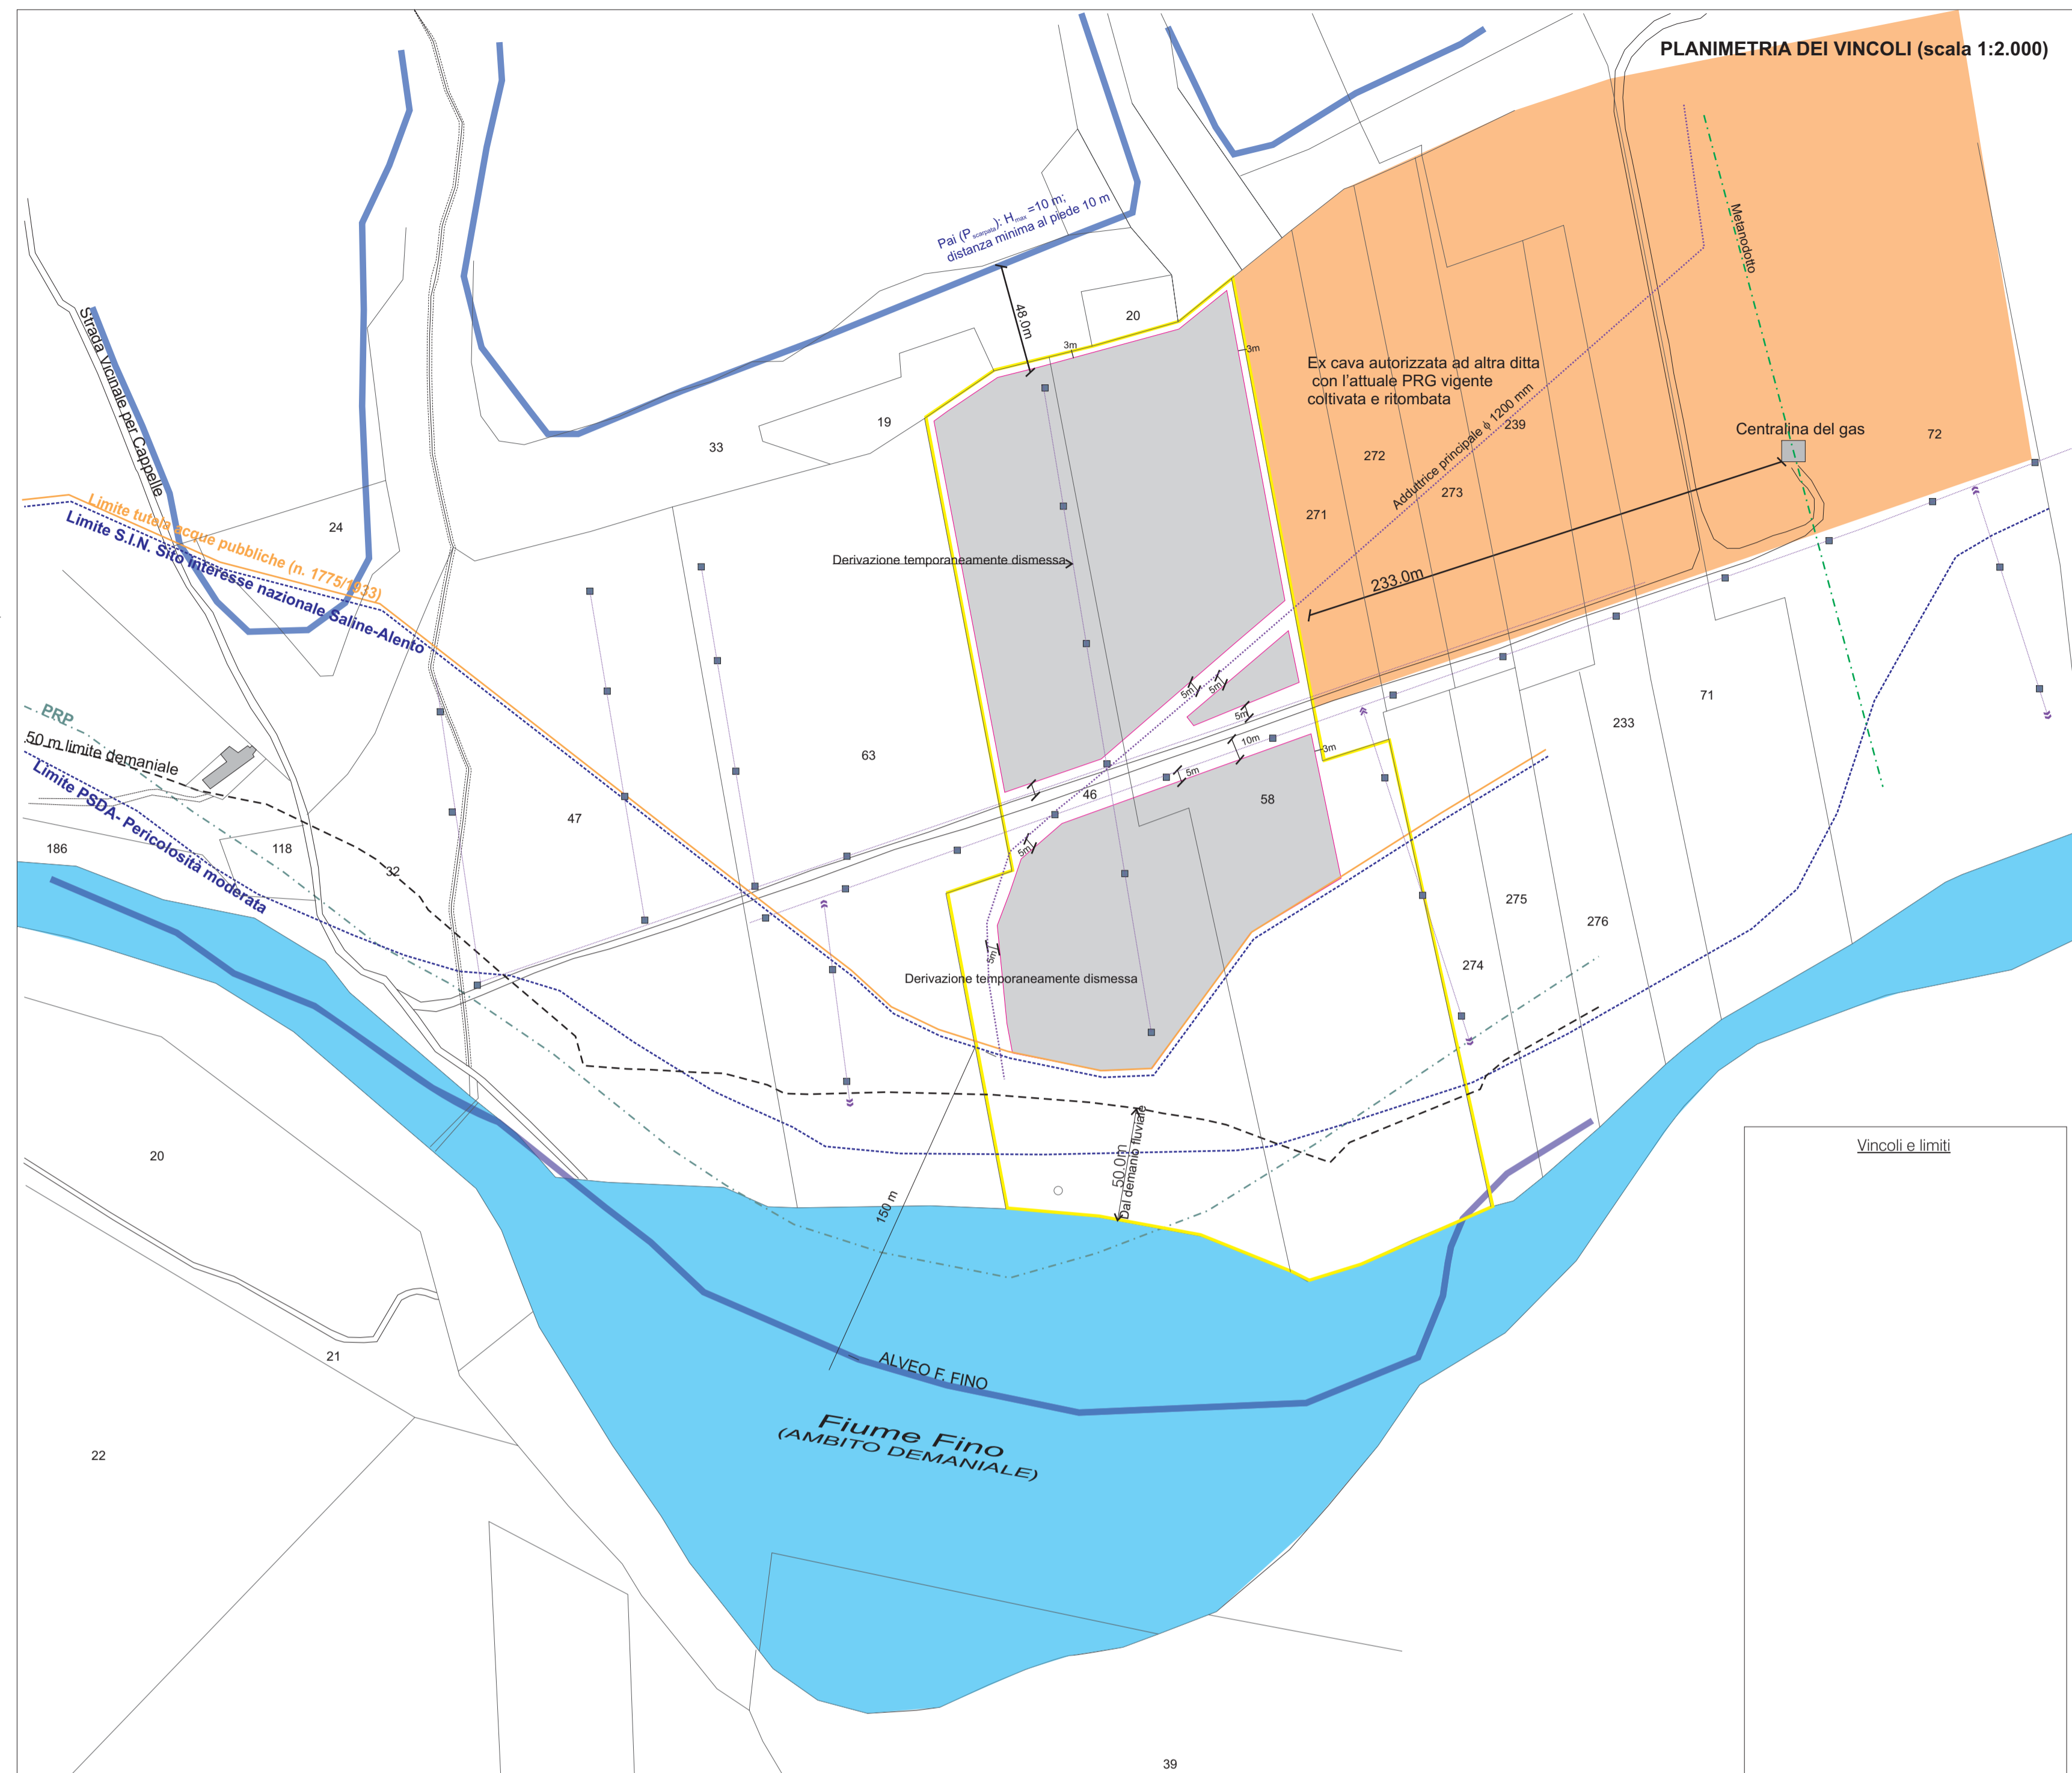 PLANIMETRIA DEI VINCOLI (scala 1:2.000)
Pai (P scarpata): Hmax =10 m;
distanza minima al piede 10 m
48.0m
20
3m
3m
Metanodotto
Strada Vicinale per Cappelle
Ex cava autorizzata ad altra ditta
con l'attuale PRG vigente
coltivata e ritombata
Adduttrice principale ϕ 1200 mm
19
33
239
272
273
271
Centralina del gas
72
Limite tutela acque pubbliche (n. 1775/1933)
Limite S.I.N. Sito interesse nazionale Saline-Alento
24
Derivazione temporaneamente dismessa
233.0m
5m
5m
5m
10m
3m
5m
71
233
PRP
50 m limite demaniale
Limite PSDA- Pericolosità moderata
63
46
58
47
186
118
32
5m
5m
275
276
274
Derivazione temporaneamente dismessa
50.0m
Dal demanio fluviale
150 m
Vincoli e limiti
20
21
22
ALVEO F. FINO
Fiume Fino
(AMBITO DEMANIALE)
39